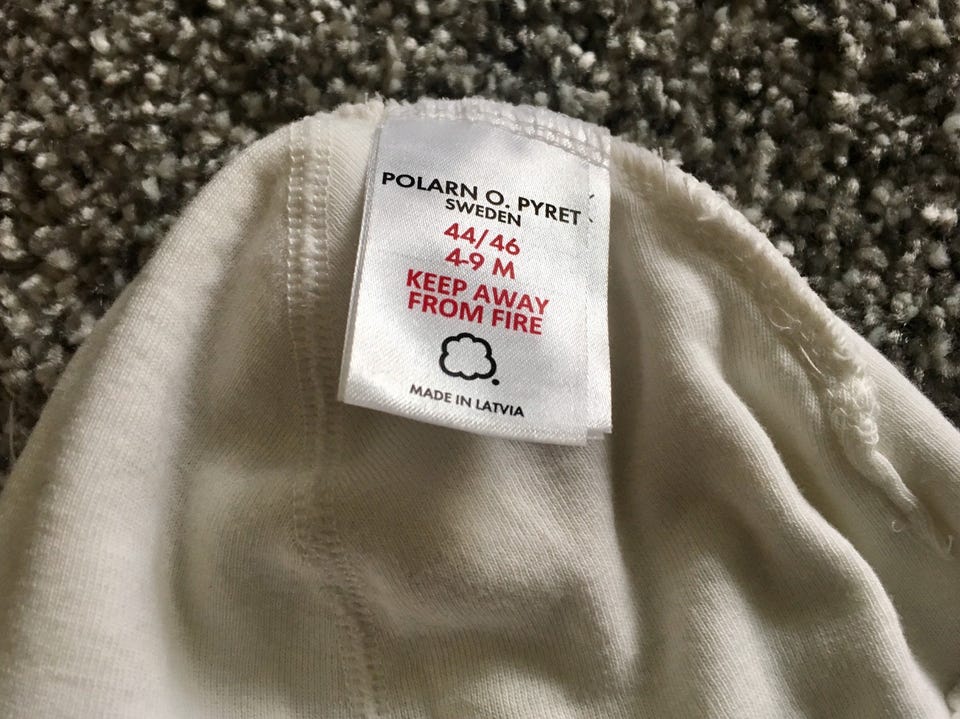 POLARN O. PYRET
SWEDEN
44/46
4-9 M
KEEP AWAY
FROM FIRE
MADE IN LATVIA